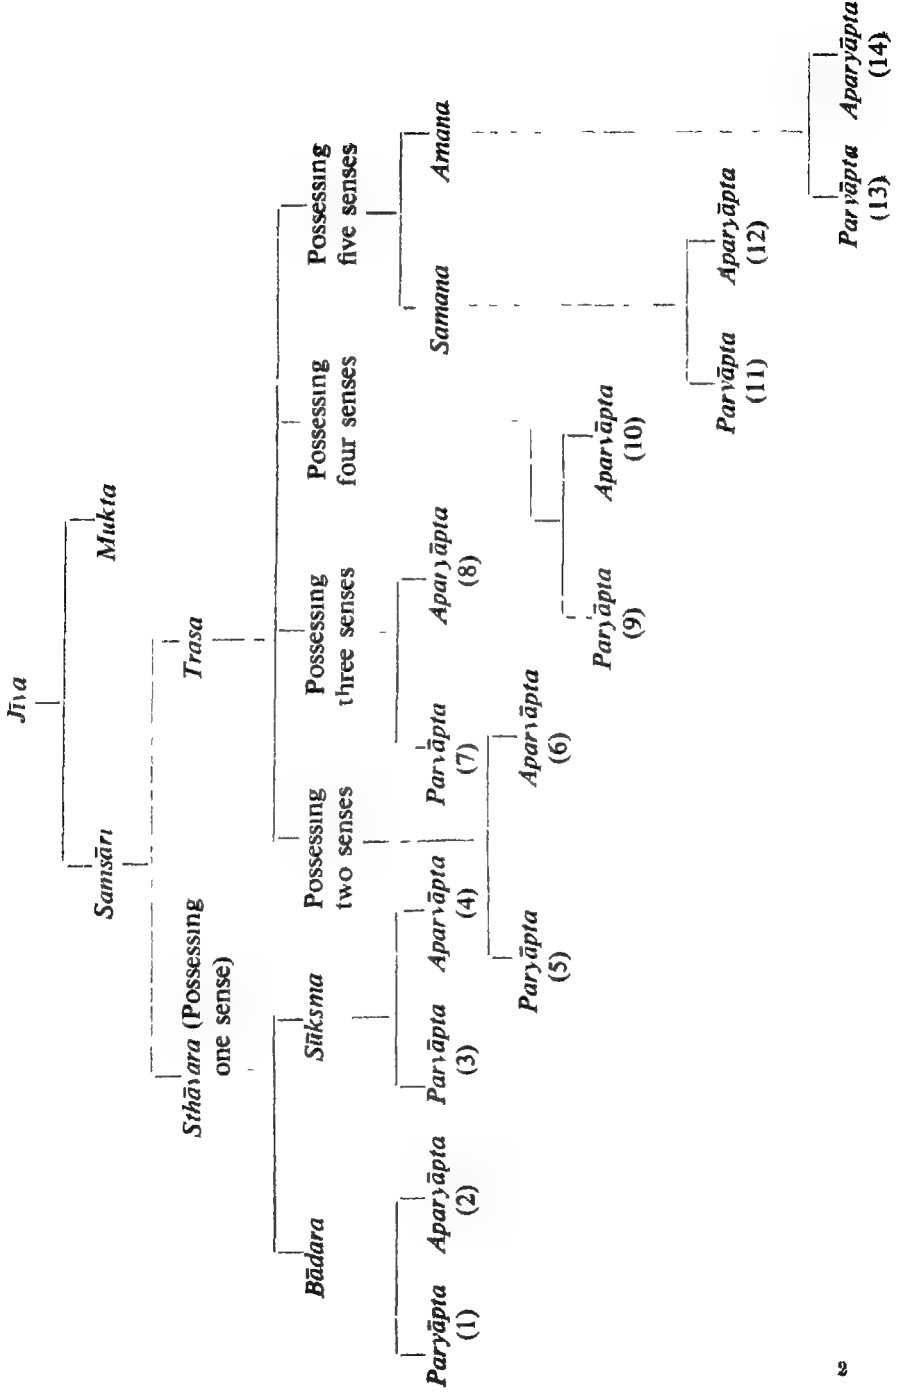 Jīva
Samsārı Mukta
Sthāvara (Possessing
one sense)
Trasa
Bādara Sūksma
Possessing
two senses
Possessing
three senses
Possessing
four senses
Possessing
five senses
Samana Amana
Paryāpta
(1)
Aparyāpta
(2)
Paryāpta
(3)
Aparyāpta
(4)
Paryāpta
(5)
Aparyāpta
(6)
Paryāpta
(7)
Aparyāpta
(8)
Paryāpta
(9)
Aparyāpta
(10)
Paryāpta
(11)
Aparyāpta
(12)
Paryāpta
(13)
Aparyāpta
(14)
2